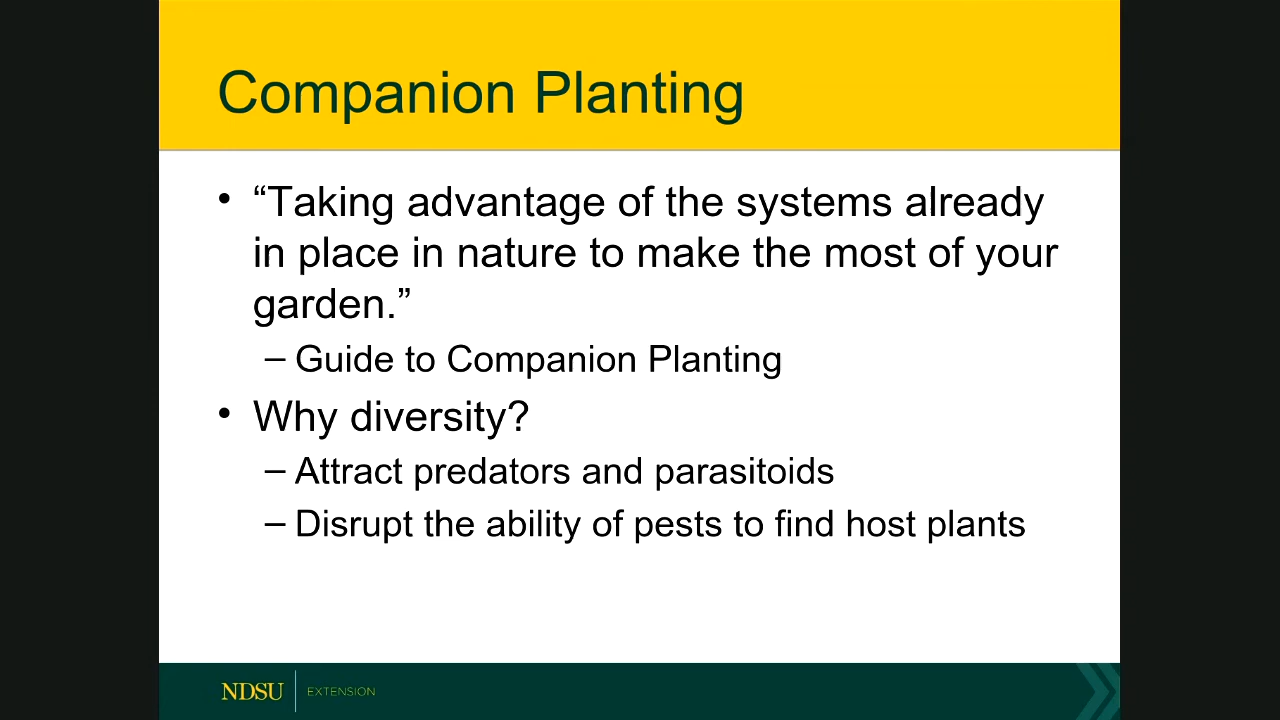 Companion Planting
• “Taking advantage of the systems already
in place in nature to make the most of your
garden.”
– Guide to Companion Planting
• Why diversity?
– Attract predators and parasitoids
– Disrupt the ability of pests to find host plants
NDSU EXTENSION